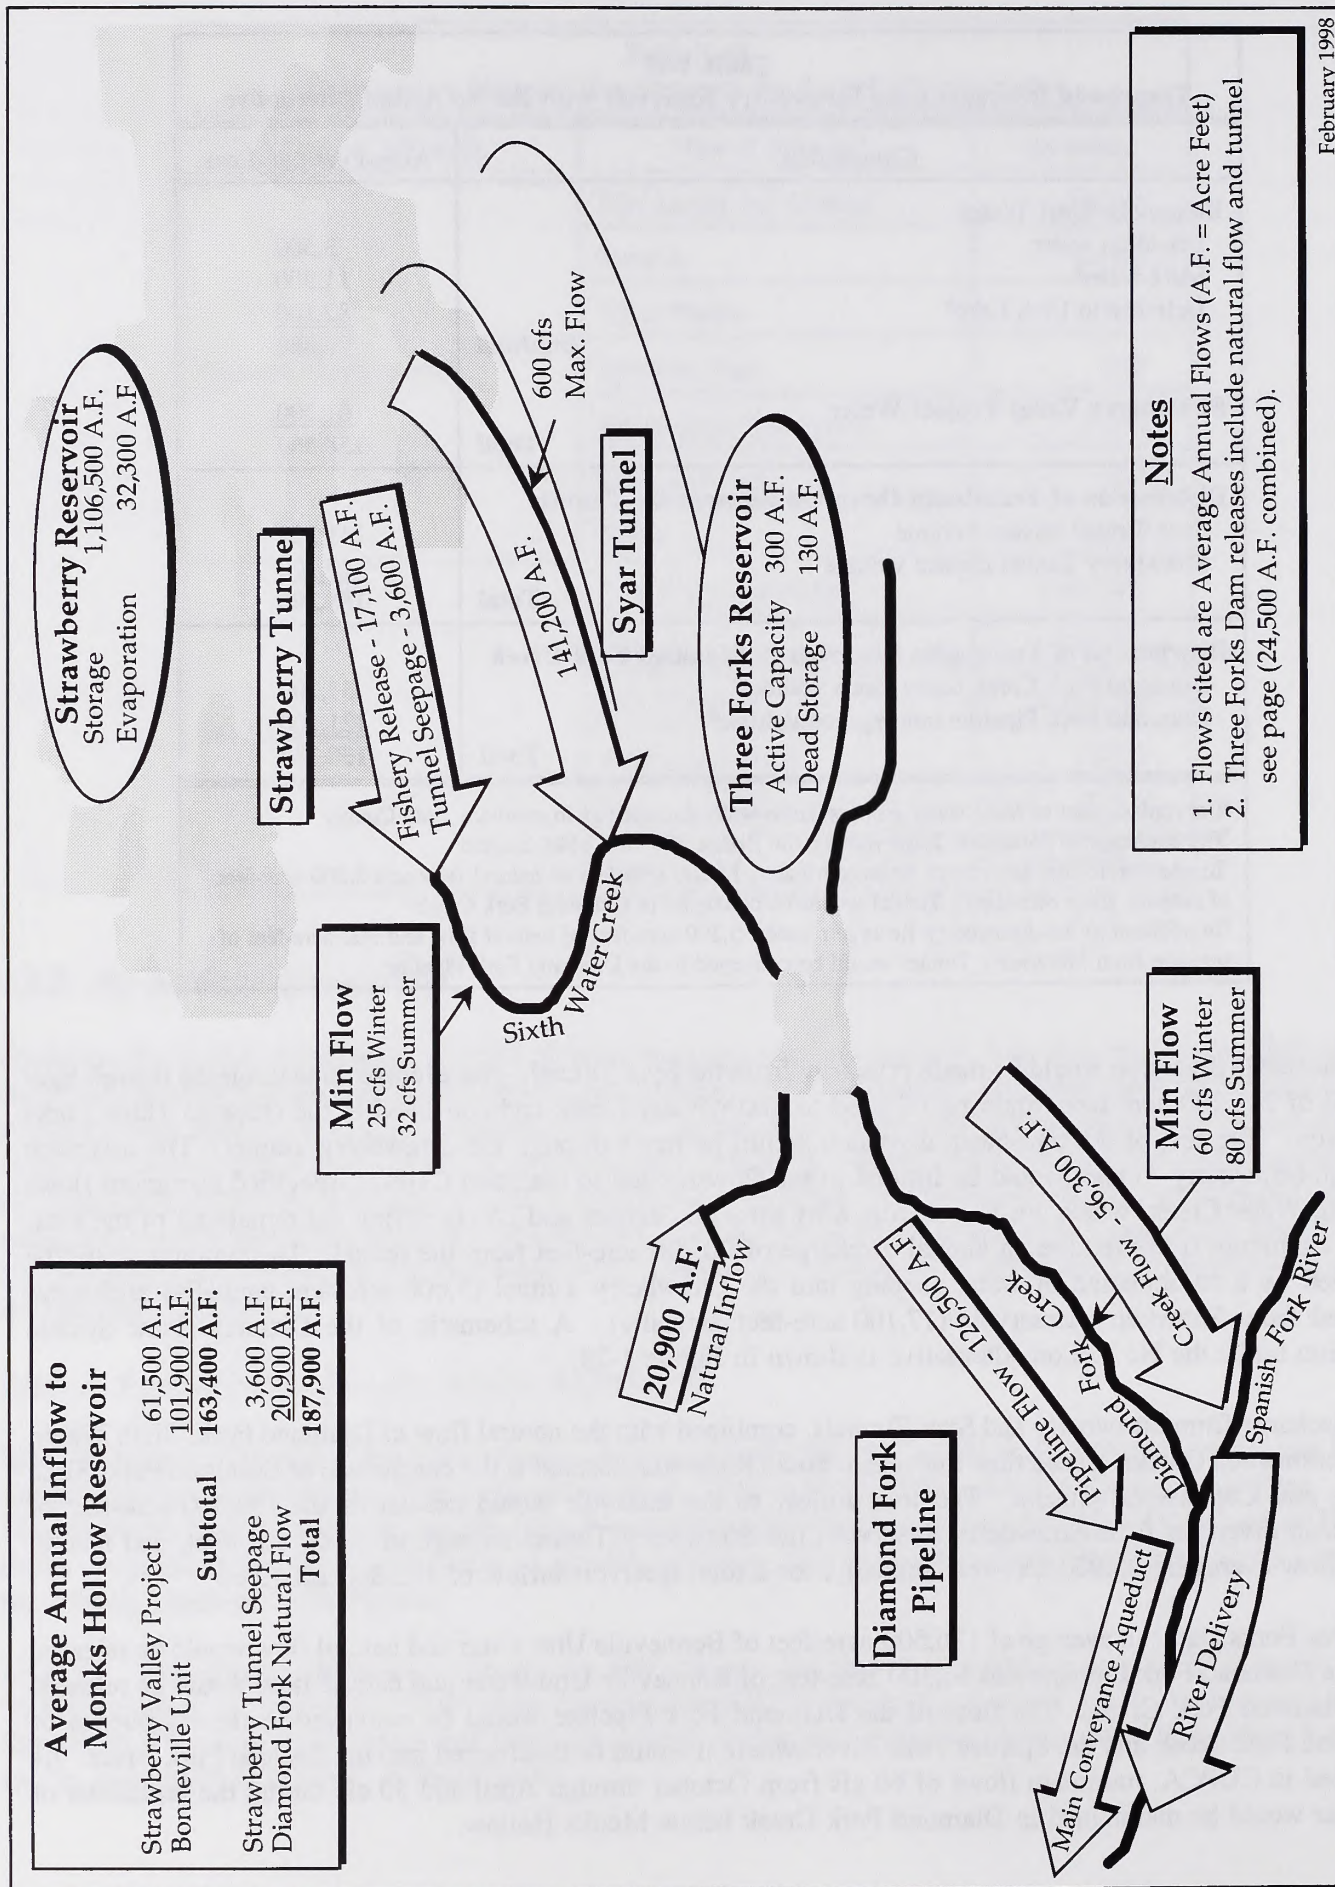 Average Annual Inflow to
Monks Hollow Reservoir
Strawberry Valley Project 61,500 A.F.
Bonneville Unit 101,900 A.F.
Subtotal 163,400 A.F.
Strawberry Tunnel Seepage 3,600 A.F.
Diamond Fork Natural Flow 20,900 A.F.
Total 187,900 A.F.
Strawberry Reservoir
Storage 1,106,500 A.F.
Evaporation 32,300 A.F
Strawberry Tunnel
Fishery Release - 17,100 A.F.
Tunnel Seepage - 3,600 A.F.
Min Flow
25 cfs Winter
32 cfs Summer
141,200 A.F.
600 cfs
Max. Flow
Syar Tunnel
Sixth Water Creek
Three Forks Reservoir
Active Capacity 300 A.F.
Dead Storage 130 A.F.
20,900 A.F.
Natural Inflow
Diamond Fork
Pipeline
Pipeline Flow 126,500 A.F.
Diamond Fork Creek
Creek Flow - 56,300 A.F.
Min Flow
60 cfs Winter
80 cfs Summer
Main Conveyance Aqueduct
River Delivery
Spanish Fork River
Notes
1. Flows cited are Average Annual Flows (A.F. = Acre Feet)
2. Three Forks Dam releases include natural flow and tunnel
see page (24,500 A.F. combined).
February 1998